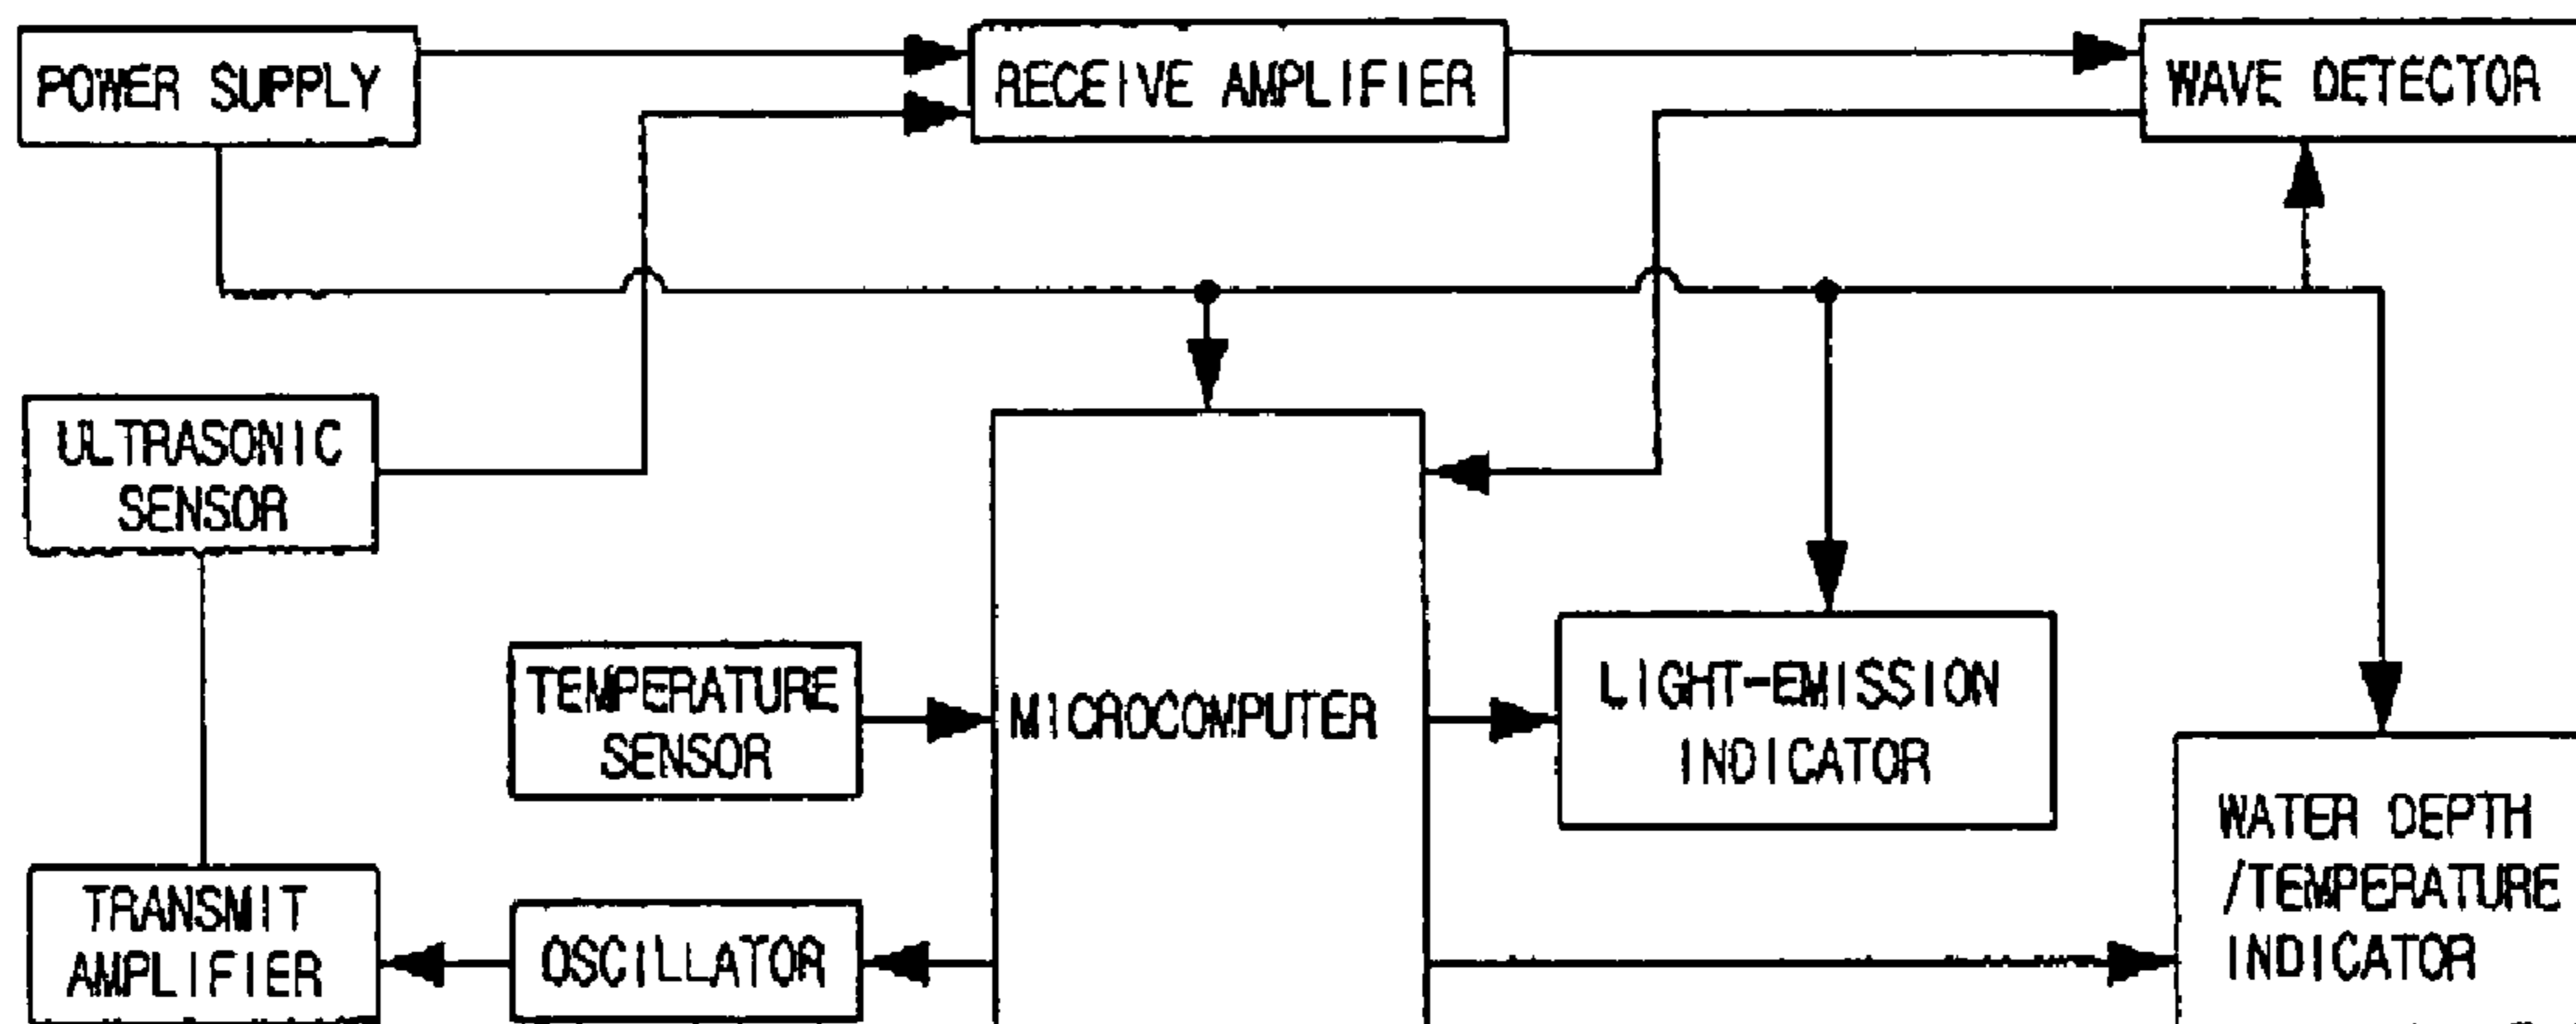 POWER SUPPLY
RECEIVE AMPLIFIER
WAVE DETECTOR
ULTRASONIC
SENSOR
TEMPERATURE
SENSOR
MICROCOMPUTER
LIGHT-EMISSION
INDICATOR
WATER DEPTH
/TEMPERATURE
INDICATOR
TRANSMIT
AMPLIFIER
OSCILLATOR